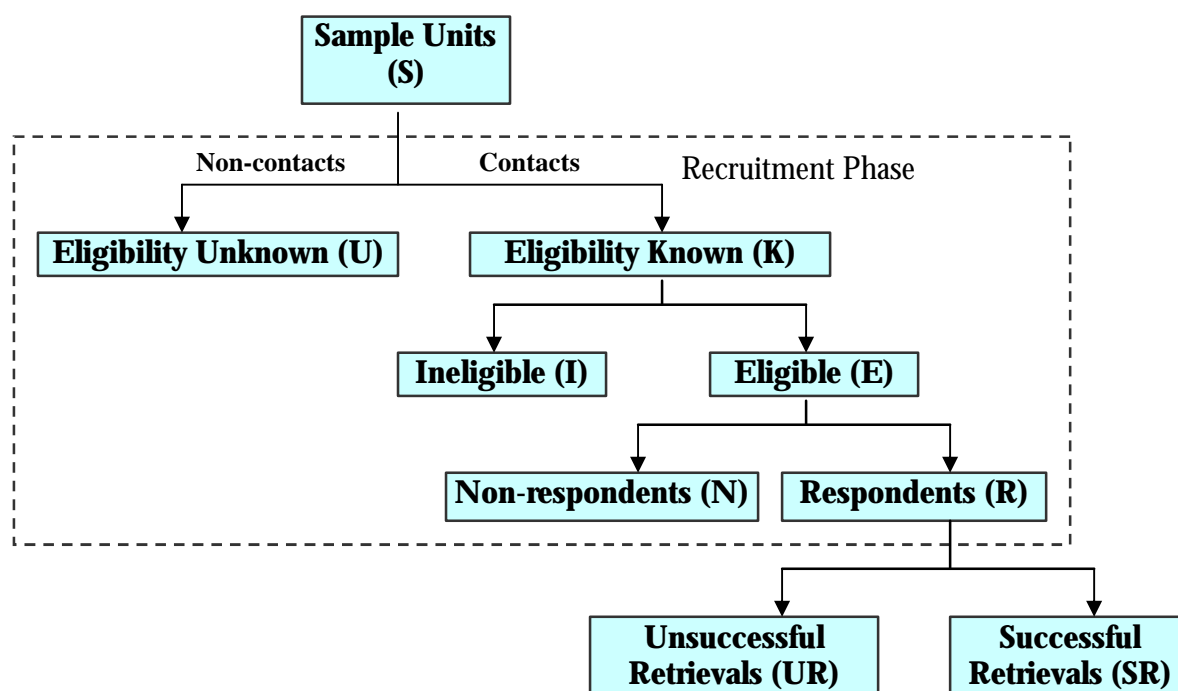 Sample Units
(S)
Non-contacts
Contacts
Recruitment Phase
Eligibility Unknown (U)
Eligibility Known (K)
Ineligible (I)
Eligible (E)
Non-respondents (N)
Respondents (R)
Unsuccessful
Retrievals (UR)
Successful
Retrievals (SR)